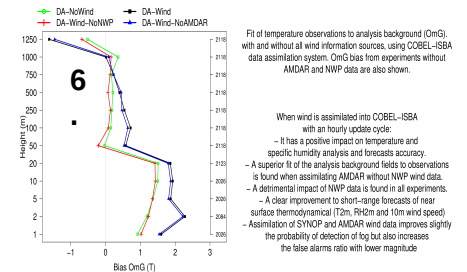 DA-NoWind
DA-Wind
DA-Wind-NoNWP
DA-Wind-NoAMDAR
Height (m)
1250
1000
750
500
250
100
50
20
10
5
2
1
6
2118
2118
2118
2118
2118
2118
2118
2026
2026
2026
2084
2026
-1
0
1
2
3
Bias OmG (T)
Fit of temperature observations to analysis background (OmG).
with and without all wind information sources, using COBEL-ISBA
data assimilation system. OmG bias from experiments without
AMDAR and NWP data are also shown.
When wind is assimilated into COBEL-ISBA
with an hourly update cycle:
- It has a positive impact on temperature and
specific humidity analysis and forecasts accuracy.
- A superior fit of the analysis background fields to observations
is found when assimilating AMDAR without NWP wind data.
- A detrimental impact of NWP data is found in all experiments.
- A clear improvement to short-range forecasts of near
surface thermodynamical (T2m, RH2m and 10m wind speed)
- Assimilation of SYNOP and AMDAR wind data improves slightly
the probability of detection of fog but also increases
the false alarms ratio with lower magnitude